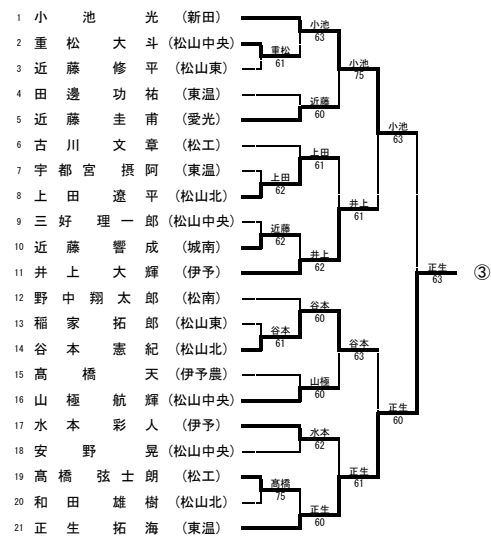 1 小池 光 (新田)
2 重松 大斗 (松山中央)
3 近藤 修平 (松山東)
4 田邊 功祐 (東温)
5 近藤 圭甫 (愛光)
6 古川 文章 (松工)
7 宇都宮 摂阿 (東温)
8 上田 遼平 (松山北)
9 三好 理一郎 (松山中央)
10 近藤 響成 (城南)
11 井上 大輝 (伊予)
12 野中 翔太郎 (松南)
13 稲家 拓郎 (松山東)
14 谷本 憲紀 (松山北)
15 髙橋 天 (伊予農)
16 山極 航輝 (松山中央)
17 水本 彩人 (伊予)
18 安野 晃 (松山中央)
19 髙橋 弦士朗 (松工)
20 和田 雄樹 (松山北)
21 正生 拓海 (東温)
重松
61
上田
62
近藤
62
谷本
61
髙橋
75
小池
63
近藤
60
上田
61
井上
62
谷本
60
山極
60
水本
62
正生
60
小池
75
井上
61
谷本
63
正生
61
小池
63
正生
60
正生
63
③